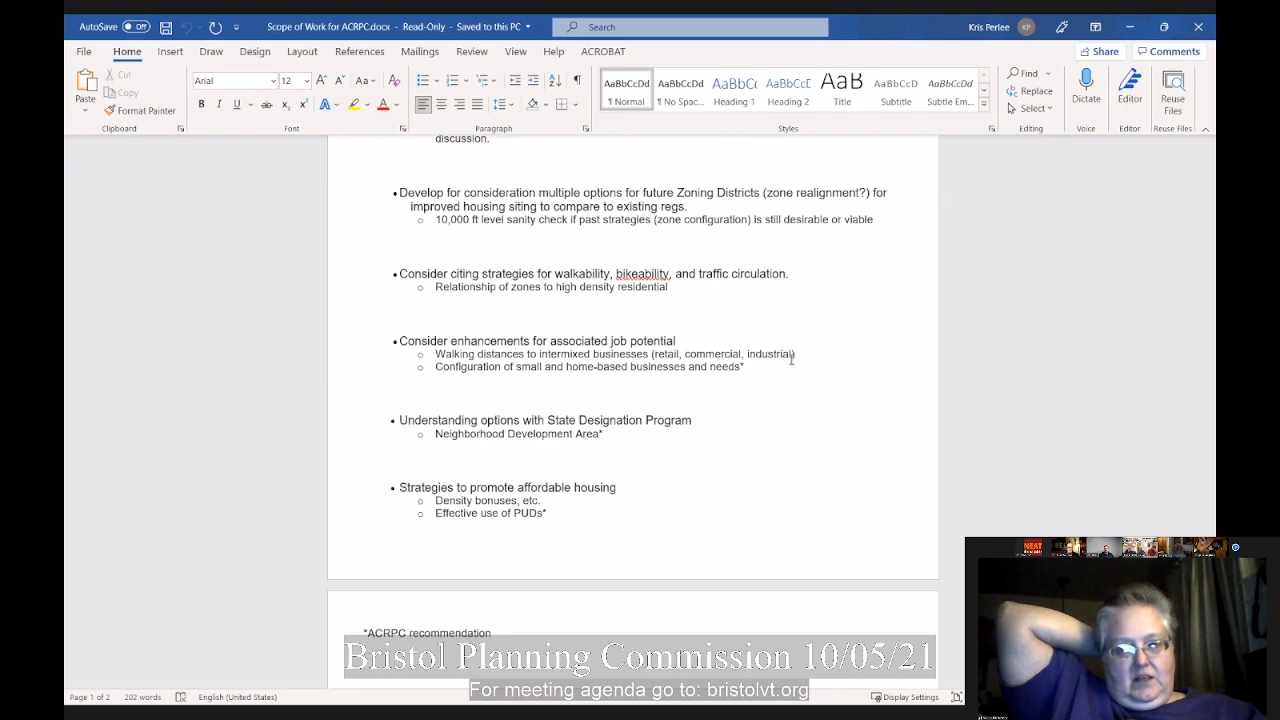 AutoSave Off Scope of Work for ACRPC.docx - Read-Only - Saved to this PC Search Kris Perlee KP
File Home Insert Draw Design Layout References Mailings Review View Help ACROBAT Share Comments
Paste Cut Copy Format Painter
Arial 12
AaBbCcDd AaBbCcDd AaBbCc AaBbCcC AaB AaBbCcD AaBbCcDd
¶ Normal ¶ No Spac... Heading 1 Heading 2 Title Subtitle Subtle Em...
Find Replace Select
Dictate Editor Reuse Files
Clipboard Font Paragraph Styles Editing Voice Editor Reuse Files
discussion.
• Develop for consideration multiple options for future Zoning Districts (zone realignment?) for
improved housing siting to compare to existing regs.
o 10,000 ft level sanity check if past strategies (zone configuration) is still desirable or viable
• Consider citing strategies for walkability, bikeability, and traffic circulation.
o Relationship of zones to high density residential
• Consider enhancements for associated job potential
o Walking distances to intermixed businesses (retail, commercial, industrial)
o Configuration of small and home-based businesses and needs*
• Understanding options with State Designation Program
o Neighborhood Development Area*
• Strategies to promote affordable housing
o Density bonuses, etc.
o Effective use of PUDs*
*ACRPC recommendation
Bristol Planning Commission 10/05/21
For meeting agenda go to: bristolvt.org
Page 1 of 2 202 words English (United States) Display Settings
NEAT